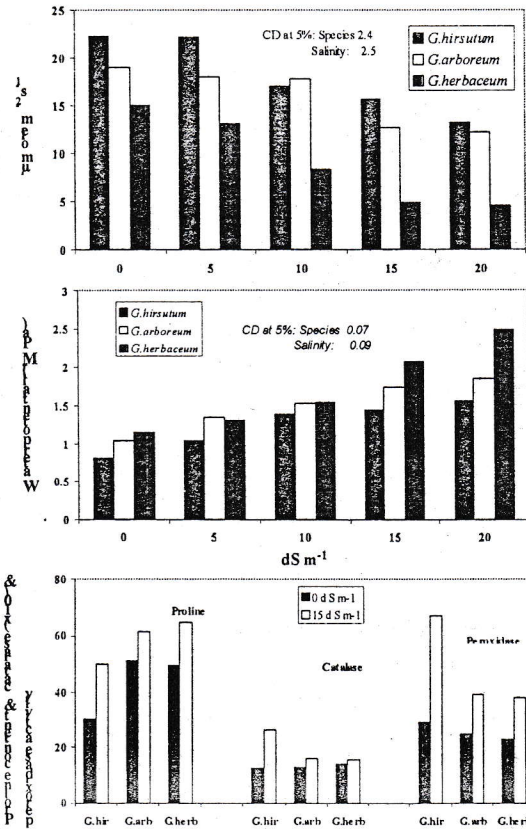 25
CD at 5%: Species 2.4
Salinity: 2.5
G.hirsutum
G.arboreum
G.herbaceum
20
15
10
5
0
0 5 10 15 20
3
G.hirsutum
G.arboreum
G.herbaceum
CD at 5%: Species 0.07
Salinity: 0.09
2.5
2
1.5
1
0.5
0
0 5 10 15 20
dS m-1
80
Proline
0 d S m-1
15 d S m-1
Catalase
Peroxidase
60
40
20
0
G.hir G.arb G.herb G.hir G.arb G.herb G.hir G.arb G.her